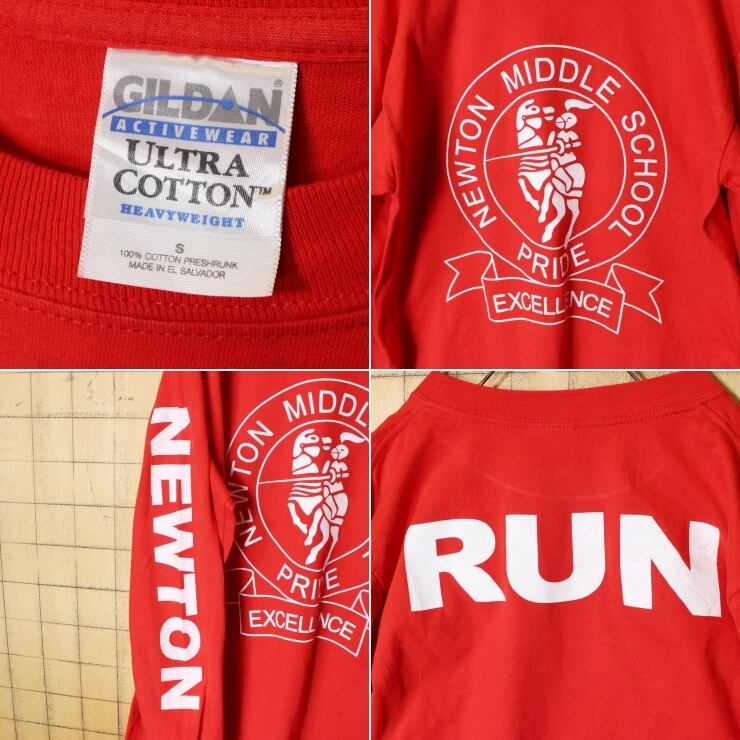 GILDAN
ACTIVEWEAR
ULTRA
COTTON™
HEAVYWEIGHT
S
100% COTTON PRESHRUNK
MADE IN EL SALVADOR
NEWTON MIDDLE SCHOOL
PRIDE
EXCELLENCE
NEWTON
NEWTON MIDDLE
PRIDE
EXCELLENCE
RUN